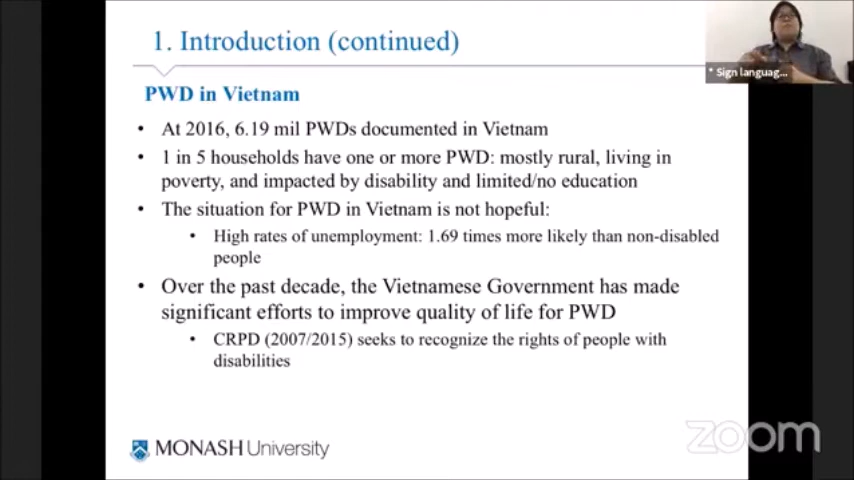 1. Introduction (continued)
* Sign languag...
PWD in Vietnam
• At 2016, 6.19 mil PWDs documented in Vietnam
• 1 in 5 households have one or more PWD: mostly rural, living in
poverty, and impacted by disability and limited/no education
• The situation for PWD in Vietnam is not hopeful:
• High rates of unemployment: 1.69 times more likely than non-disabled
people
• Over the past decade, the Vietnamese Government has made
significant efforts to improve quality of life for PWD
• CRPD (2007/2015) seeks to recognize the rights of people with
disabilities
MONASH University
zoom